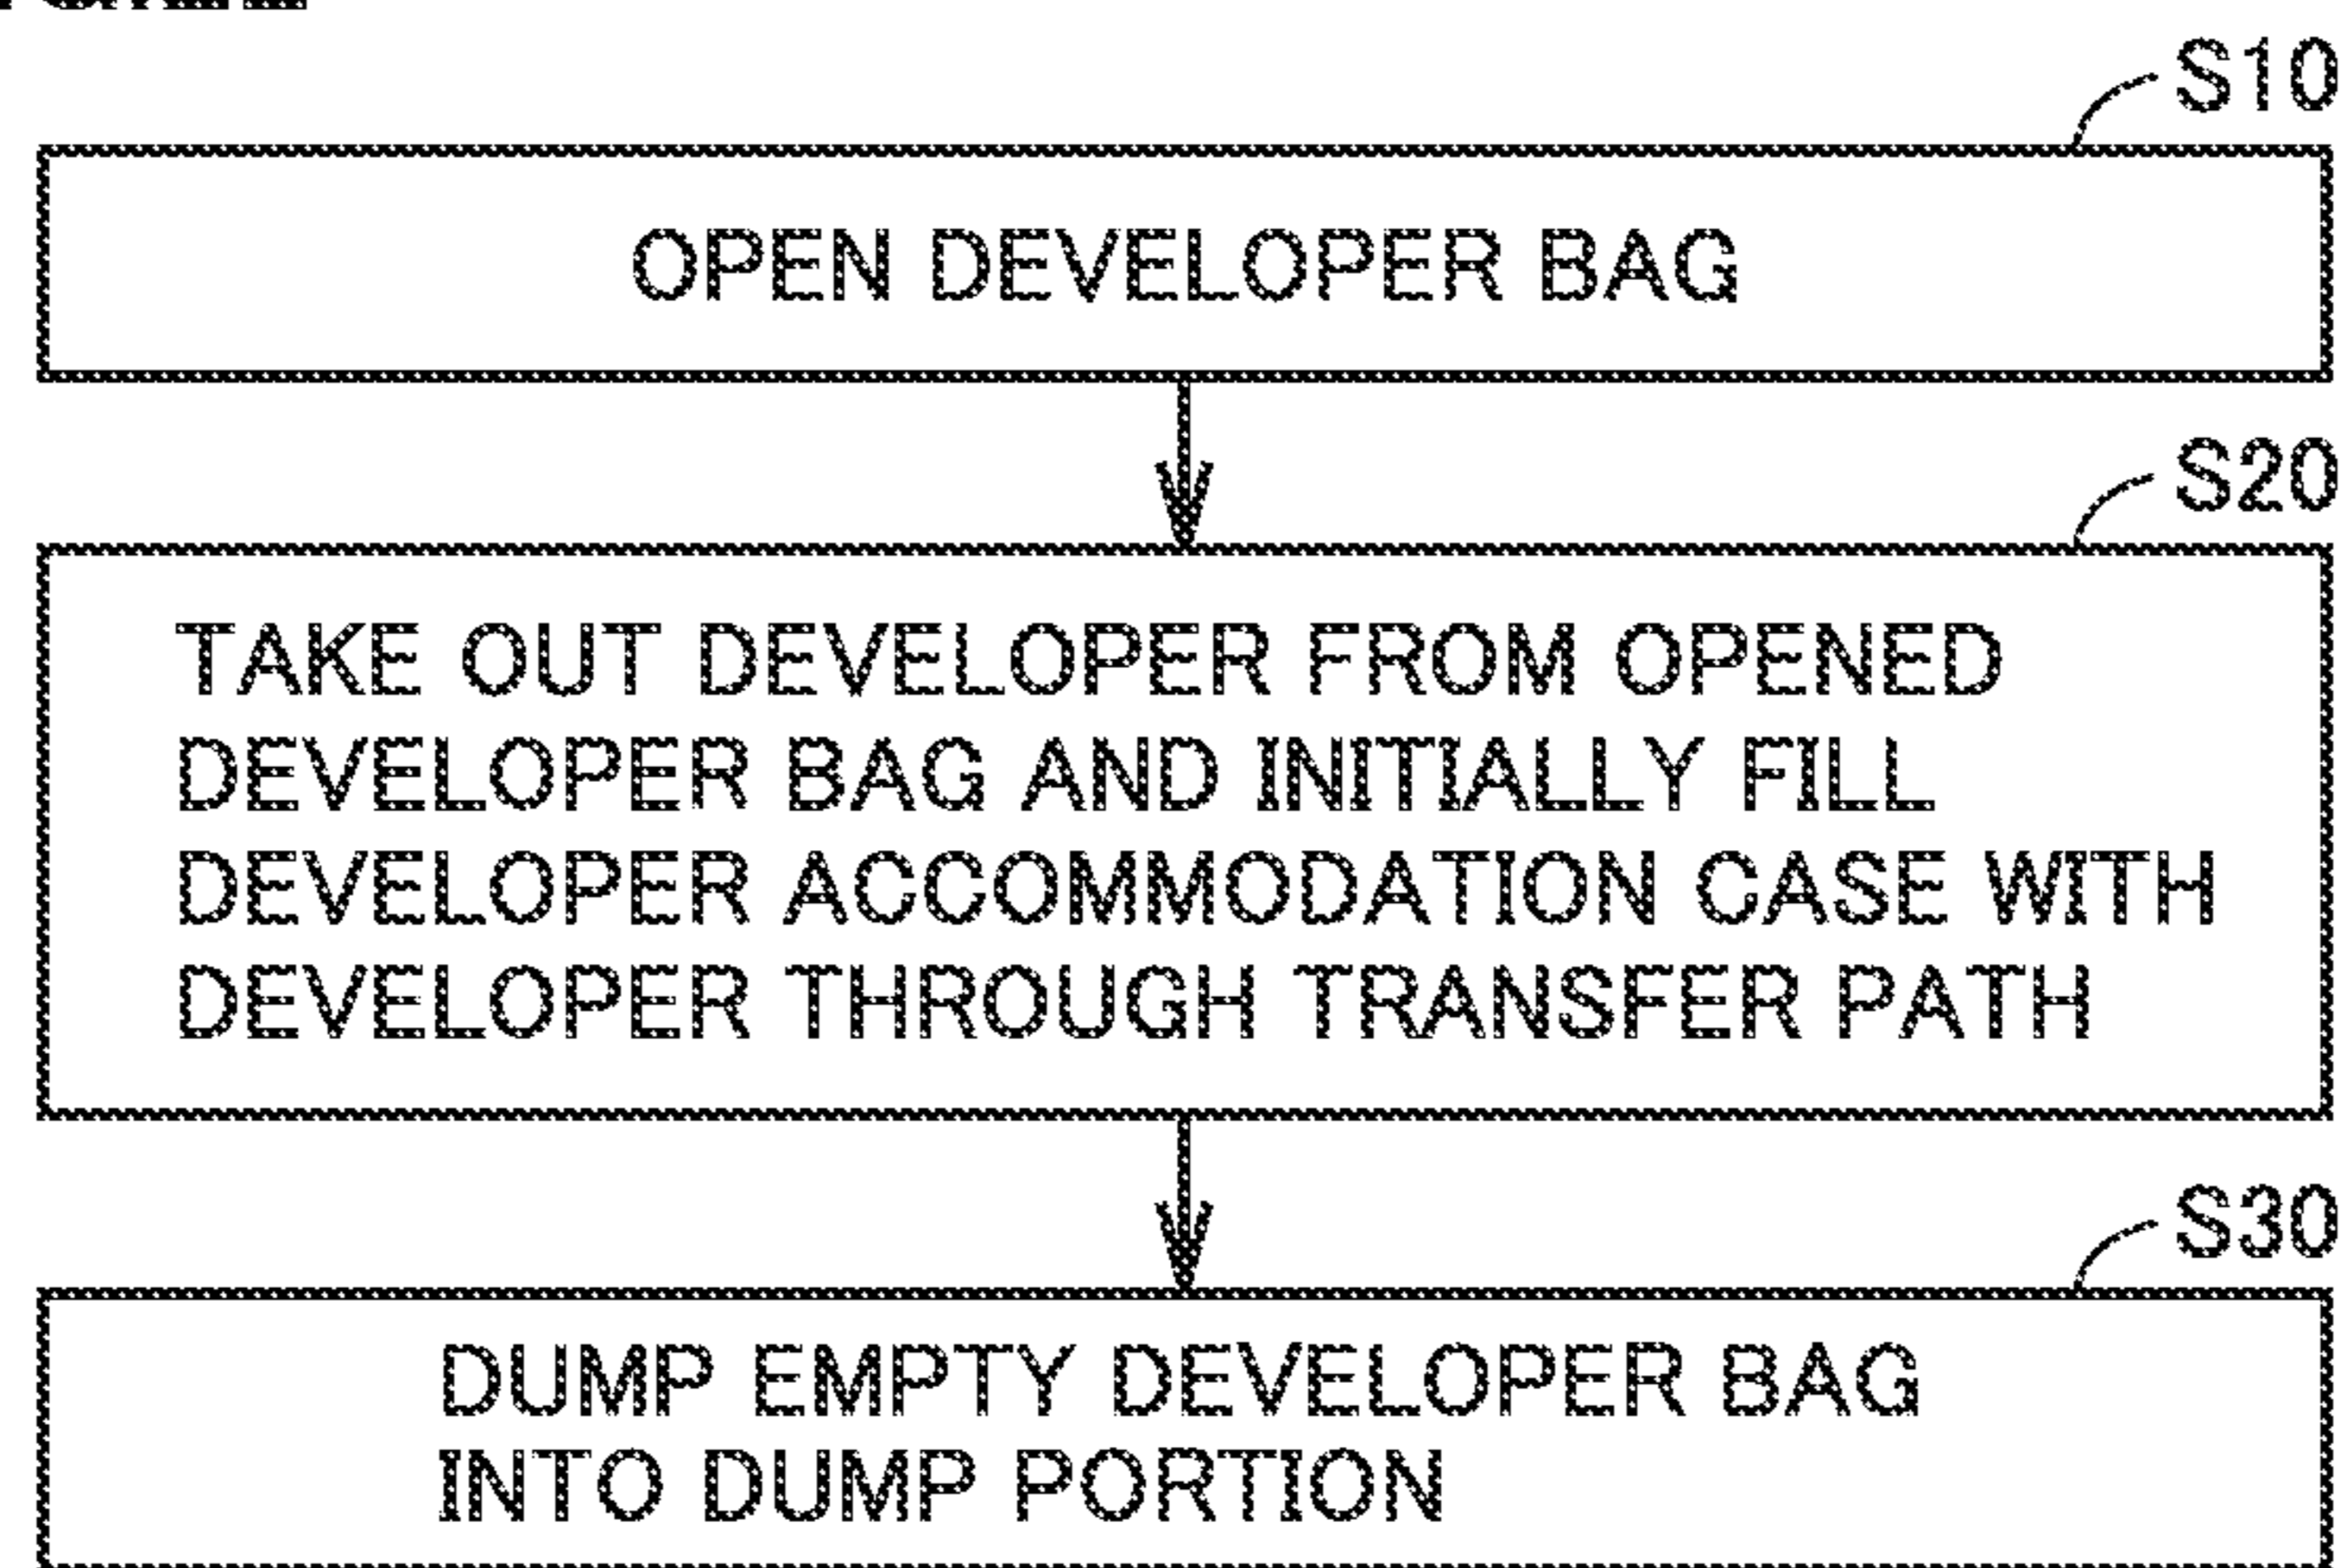 S10
OPEN DEVELOPER BAG
S20
TAKE OUT DEVELOPER FROM OPENED
DEVELOPER BAG AND INITIALLY FILL
DEVELOPER ACCOMMODATION CASE WITH
DEVELOPER THROUGH TRANSFER PATH
S30
DUMP EMPTY DEVELOPER BAG
INTO DUMP PORTION